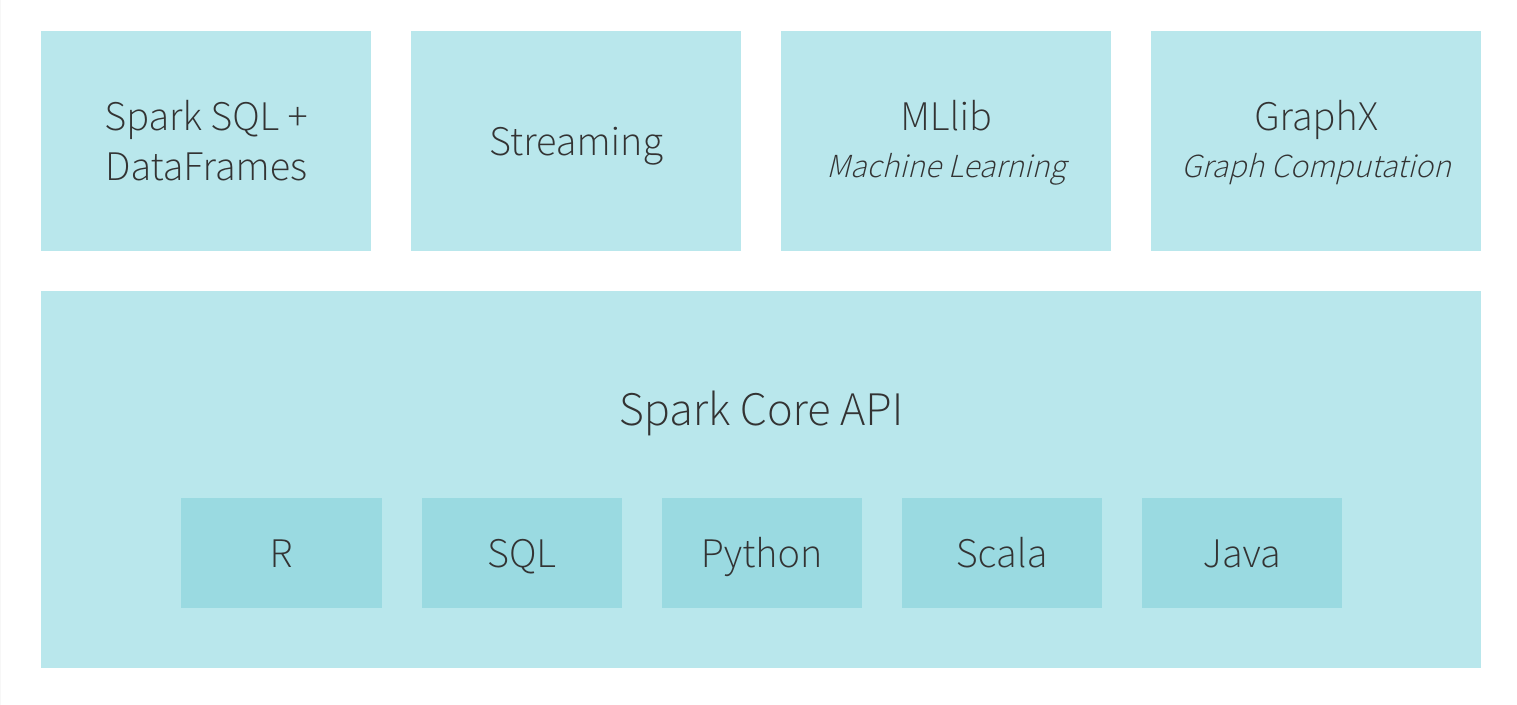 Spark SQL +
DataFrames
Streaming
MLlib
Machine Learning
GraphX
Graph Computation
Spark Core API
R
SQL
Python
Scala
Java